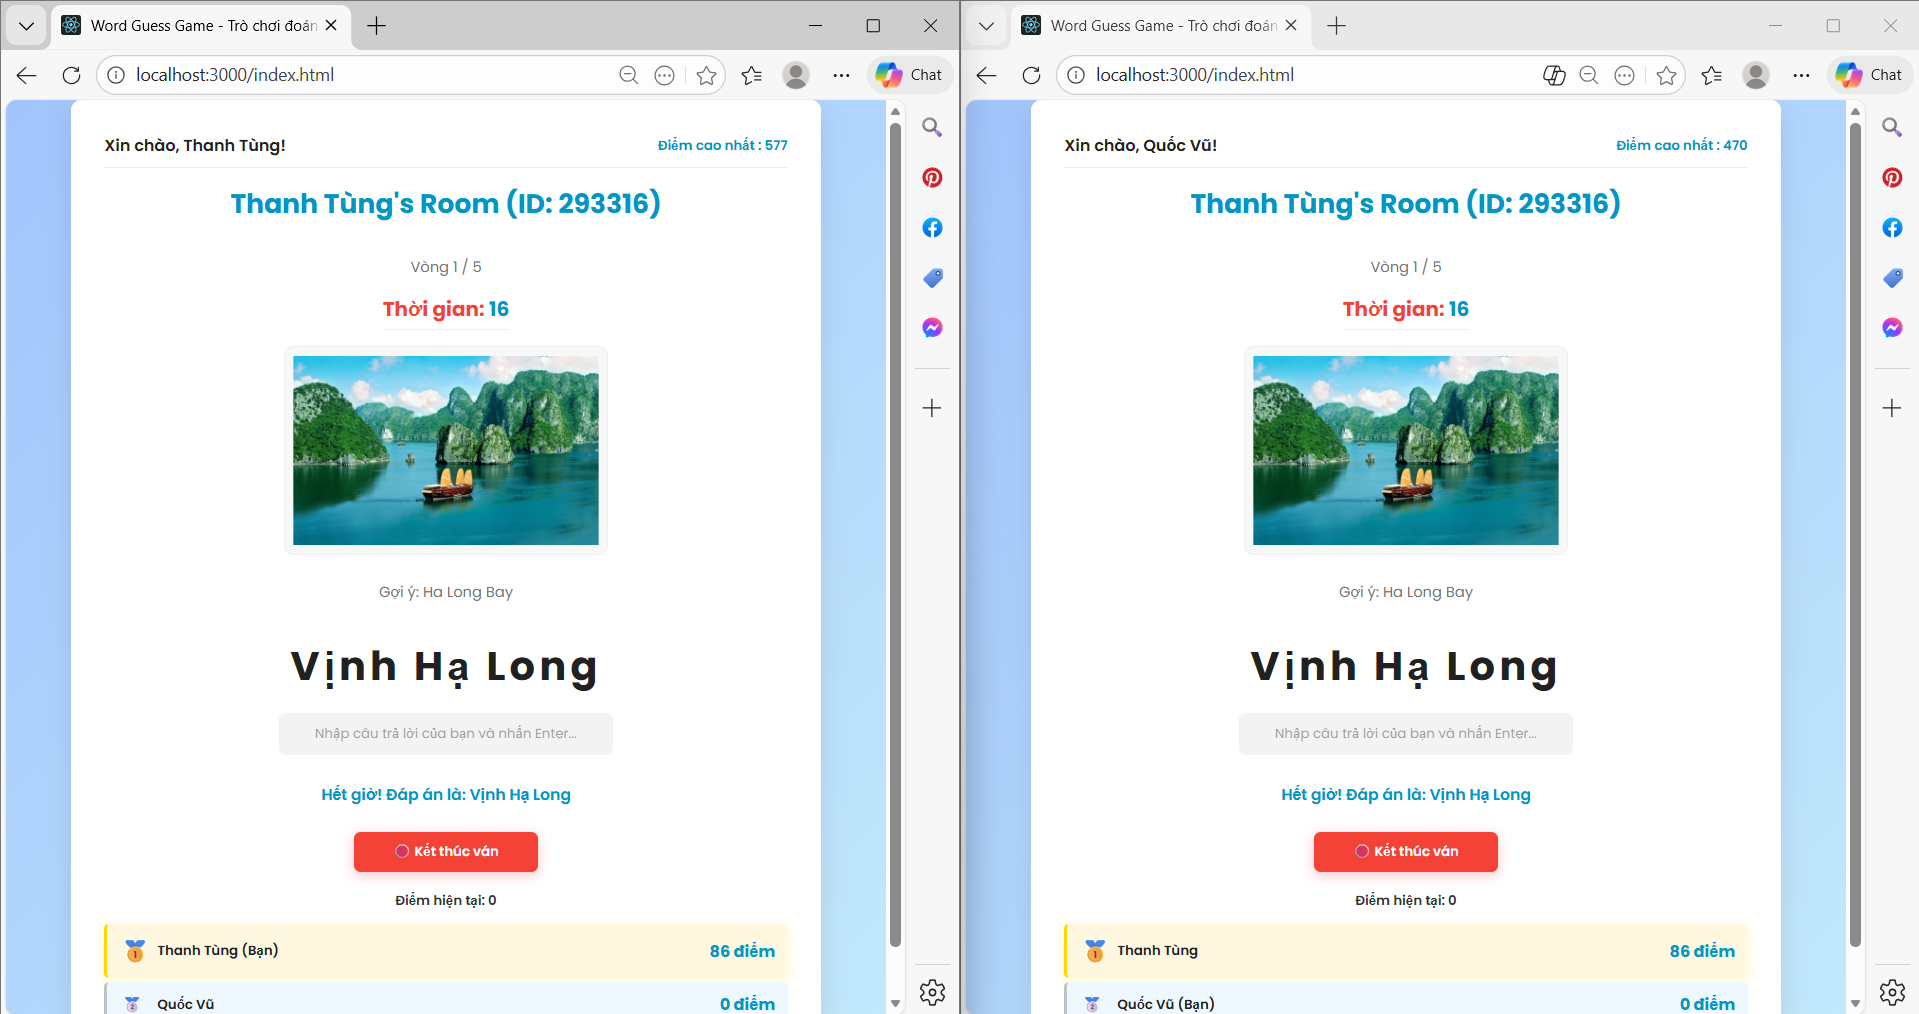 Word Guess Game - Trò chơi đoán
localhost:3000/index.html
Chat
Xin chào, Thanh Tùng!
Điểm cao nhất : 577
Thanh Tùng's Room (ID: 293316)
Vòng 1 / 5
Thời gian: 16
Gợi ý: Ha Long Bay
Vịnh Hạ Long
Nhập câu trả lời của bạn và nhấn Enter...
Hết giờ! Đáp án là: Vịnh Hạ Long
Kết thúc ván
Điểm hiện tại: 0
1 Thanh Tùng (Bạn) 86 điểm
2 Quốc Vũ 0 điểm
Word Guess Game - Trò chơi đoán
localhost:3000/index.html
Chat
Xin chào, Quốc Vũ!
Điểm cao nhất : 470
Thanh Tùng's Room (ID: 293316)
Vòng 1 / 5
Thời gian: 16
Gợi ý: Ha Long Bay
Vịnh Hạ Long
Nhập câu trả lời của bạn và nhấn Enter...
Hết giờ! Đáp án là: Vịnh Hạ Long
Kết thúc ván
Điểm hiện tại: 0
1 Thanh Tùng 86 điểm
2 Quốc Vũ (Bạn) 0 điểm